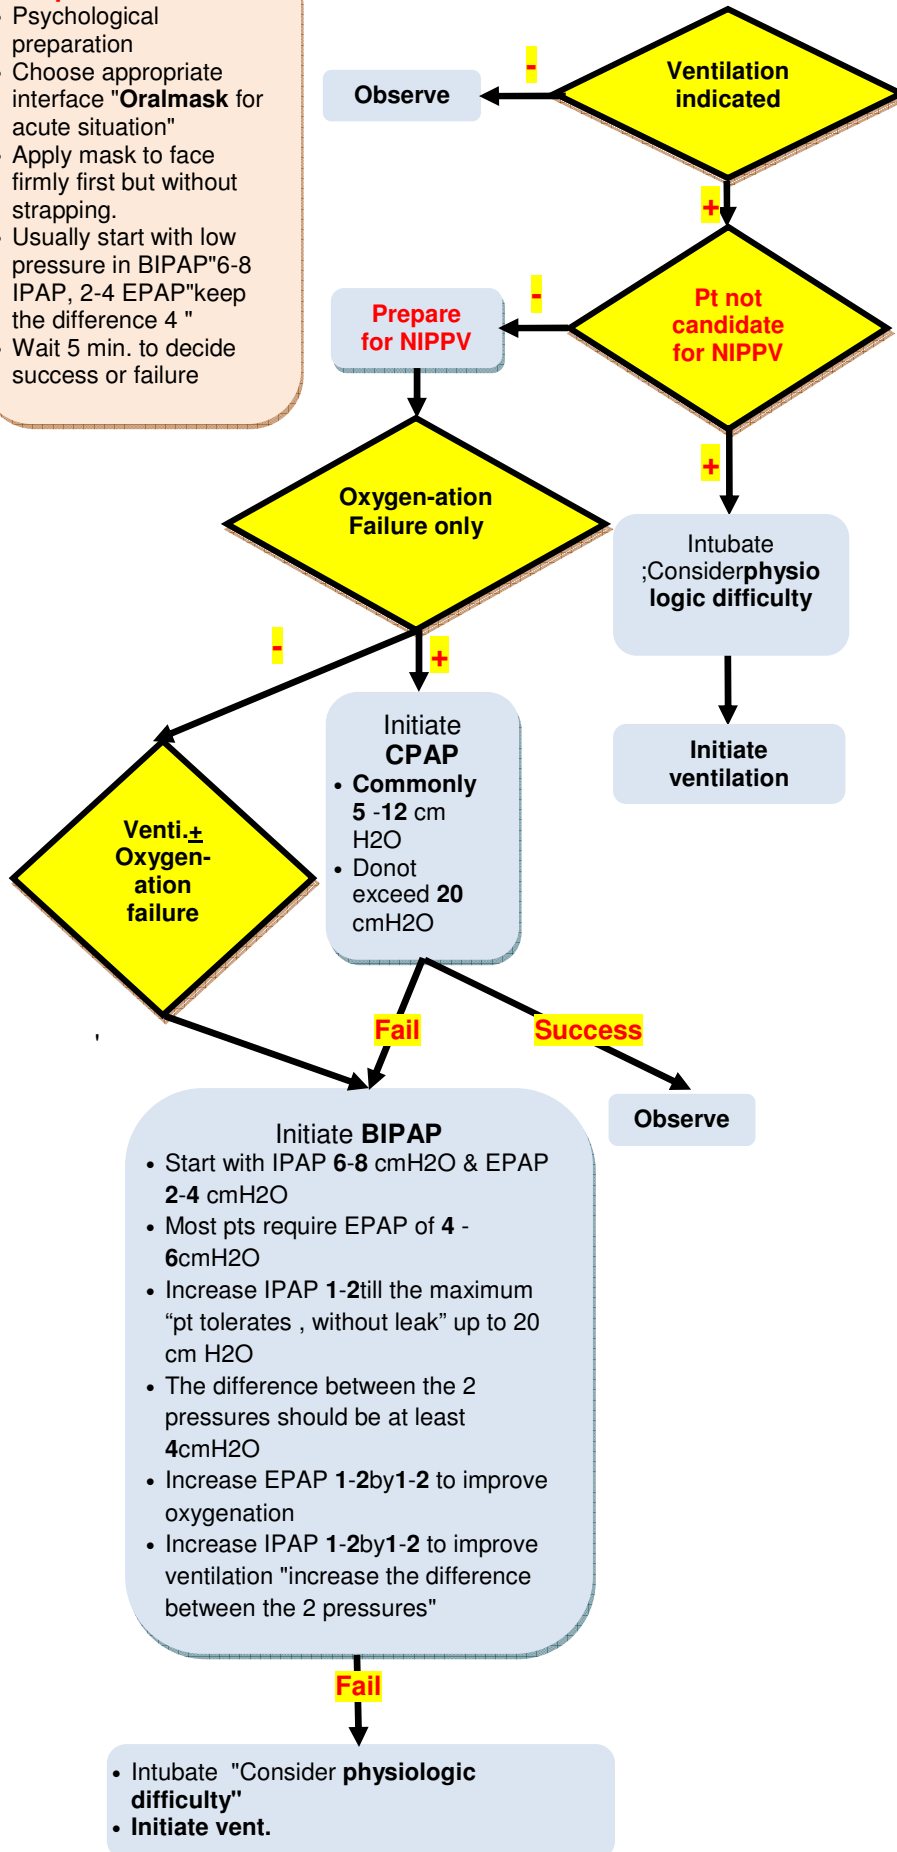 • Psychological
preparation
• Choose appropriate
interface "Oralmask for
acute situation"
• Apply mask to face
firmly first but without
strapping.
• Usually start with low
pressure in BIPAP"6-8
IPAP, 2-4 EPAP"keep
the difference 4 "
• Wait 5 min. to decide
success or failure
Ventilation
indicated
-
Observe
+
Pt not
candidate
for NIPPV
-
Prepare
for NIPPV
+
Oxygen-ation
Failure only
Intubate
;Considerphysio
logic difficulty
-
+
Initiate
CPAP
• Commonly
5 -12 cm
H2O
• Donot
exceed 20
cmH2O
Initiate
ventilation
Venti.+
Oxygen-
ation
failure
Fail
Success
'
Observe
Initiate BIPAP
• Start with IPAP 6-8 cmH2O & EPAP
2-4 cmH2O
• Most pts require EPAP of 4 -
6cmH2O
• Increase IPAP 1-2till the maximum
“pt tolerates , without leak” up to 20
cm H2O
• The difference between the 2
pressures should be at least
4cmH2O
• Increase EPAP 1-2by1-2 to improve
oxygenation
• Increase IPAP 1-2by1-2 to improve
ventilation "increase the difference
between the 2 pressures"
Fail
• Intubate "Consider physiologic
difficulty"
• Initiate vent.